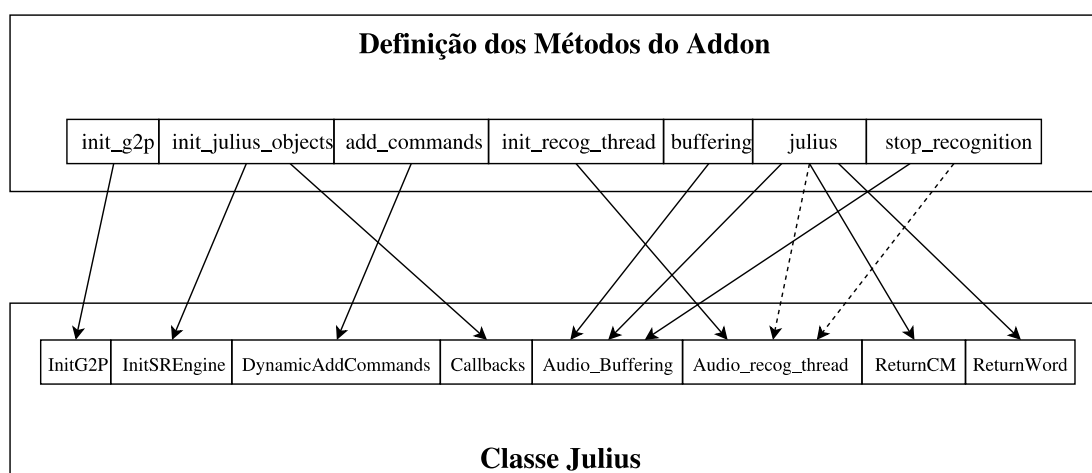 Definição dos Métodos do Addon
init_g2p init_julius_objects add_commands init_recog_thread buffering julius stop_recognition
InitG2P InitSREngine DynamicAddCommands Callbacks Audio_Buffering Audio_recog_thread ReturnCM ReturnWord
Classe Julius